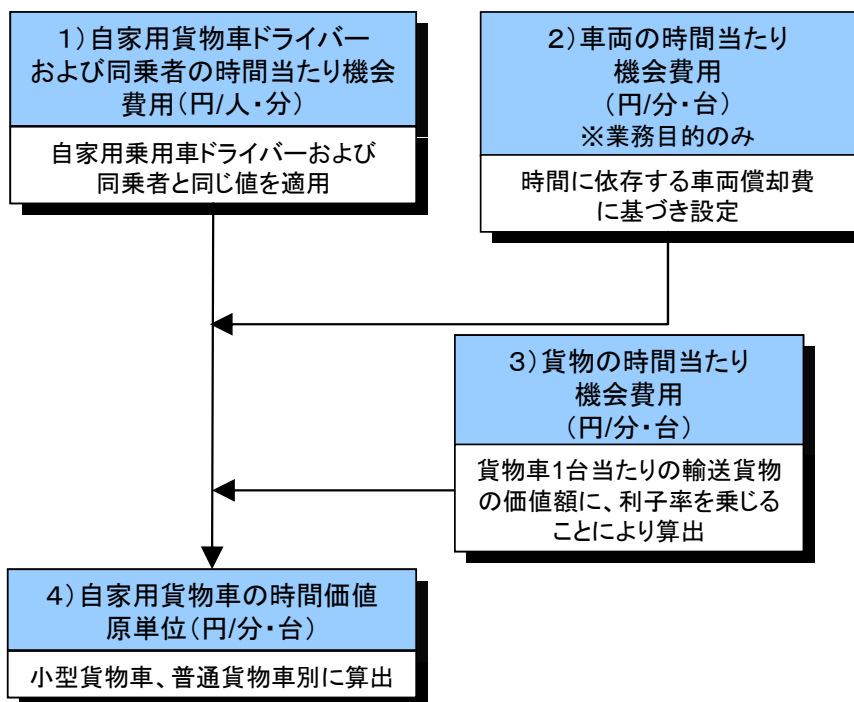 1)自家用貨物車ドライバー
および同乗者の時間当たり機会
費用(円/人・分)
自家用乗用車ドライバーおよび
同乗者と同じ値を適用
2)車両の時間当たり
機会費用
(円/分・台)
※業務目的のみ
時間に依存する車両償却費
に基づき設定
3)貨物の時間当たり
機会費用
(円/分・台)
貨物車1台当たりの輸送貨物
の価値額に、利子率を乗じる
ことにより算出
4)自家用貨物車の時間価値
原単位(円/分・台)
小型貨物車、普通貨物車別に算出